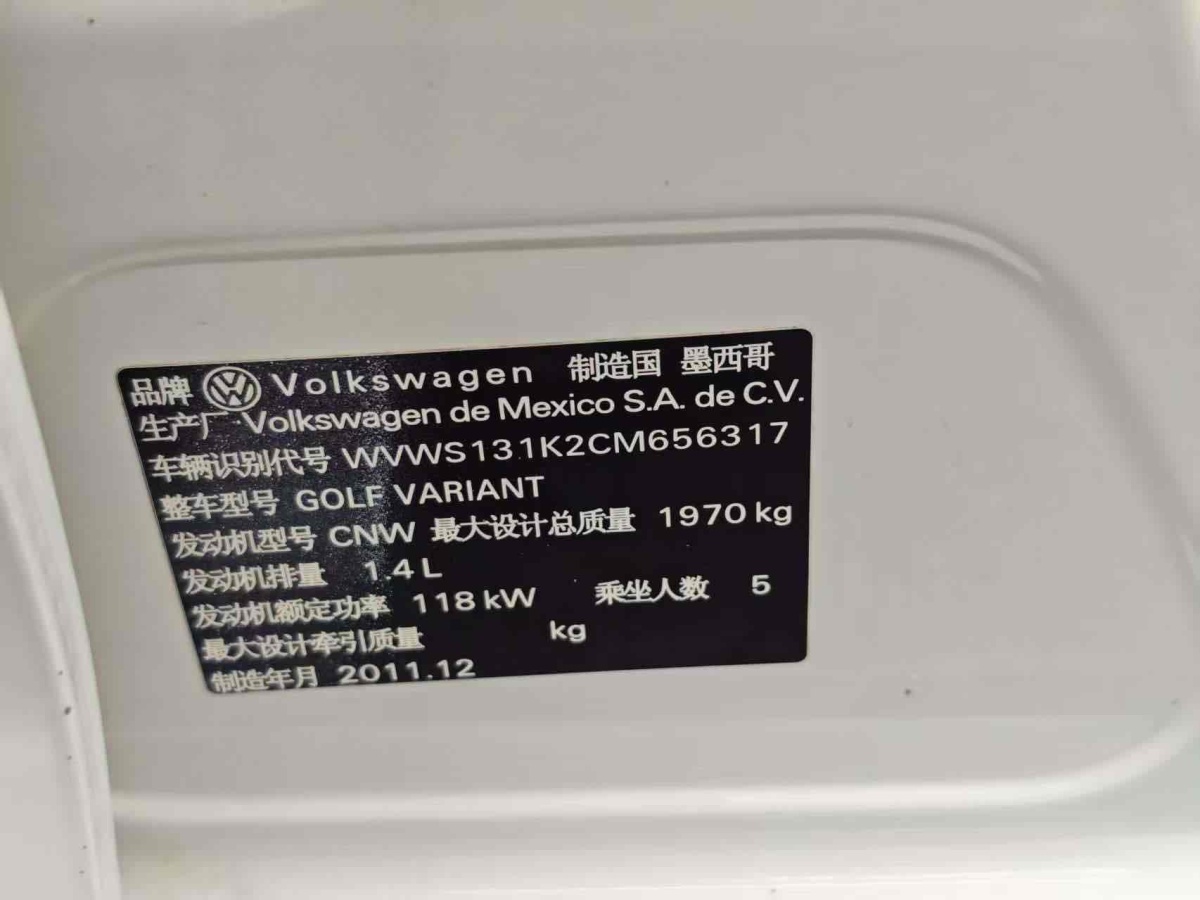 品牌 Volkswagen 制造国 墨西哥
生产厂 Volkswagen de Mexico S.A. de C.V.
车辆识别代号 WVWS131K2CM656317
整车型号 GOLF VARIANT
发动机型号 CNW 最大设计总质量 1970 kg
发动机排量 1.4 L
发动机额定功率 118 kW 乘坐人数 5
最大设计牵引质量 kg
制造年月 2011.12